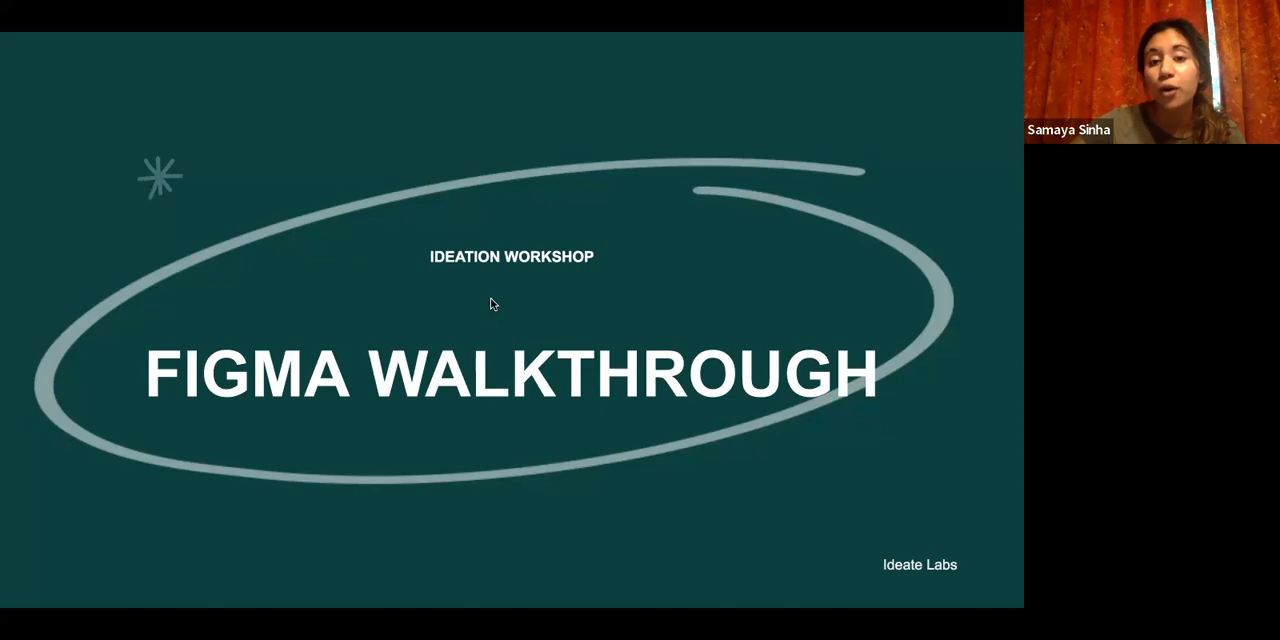 IDEATION WORKSHOP
FIGMA WALKTHROUGH
Ideate Labs
Samaya Sinha